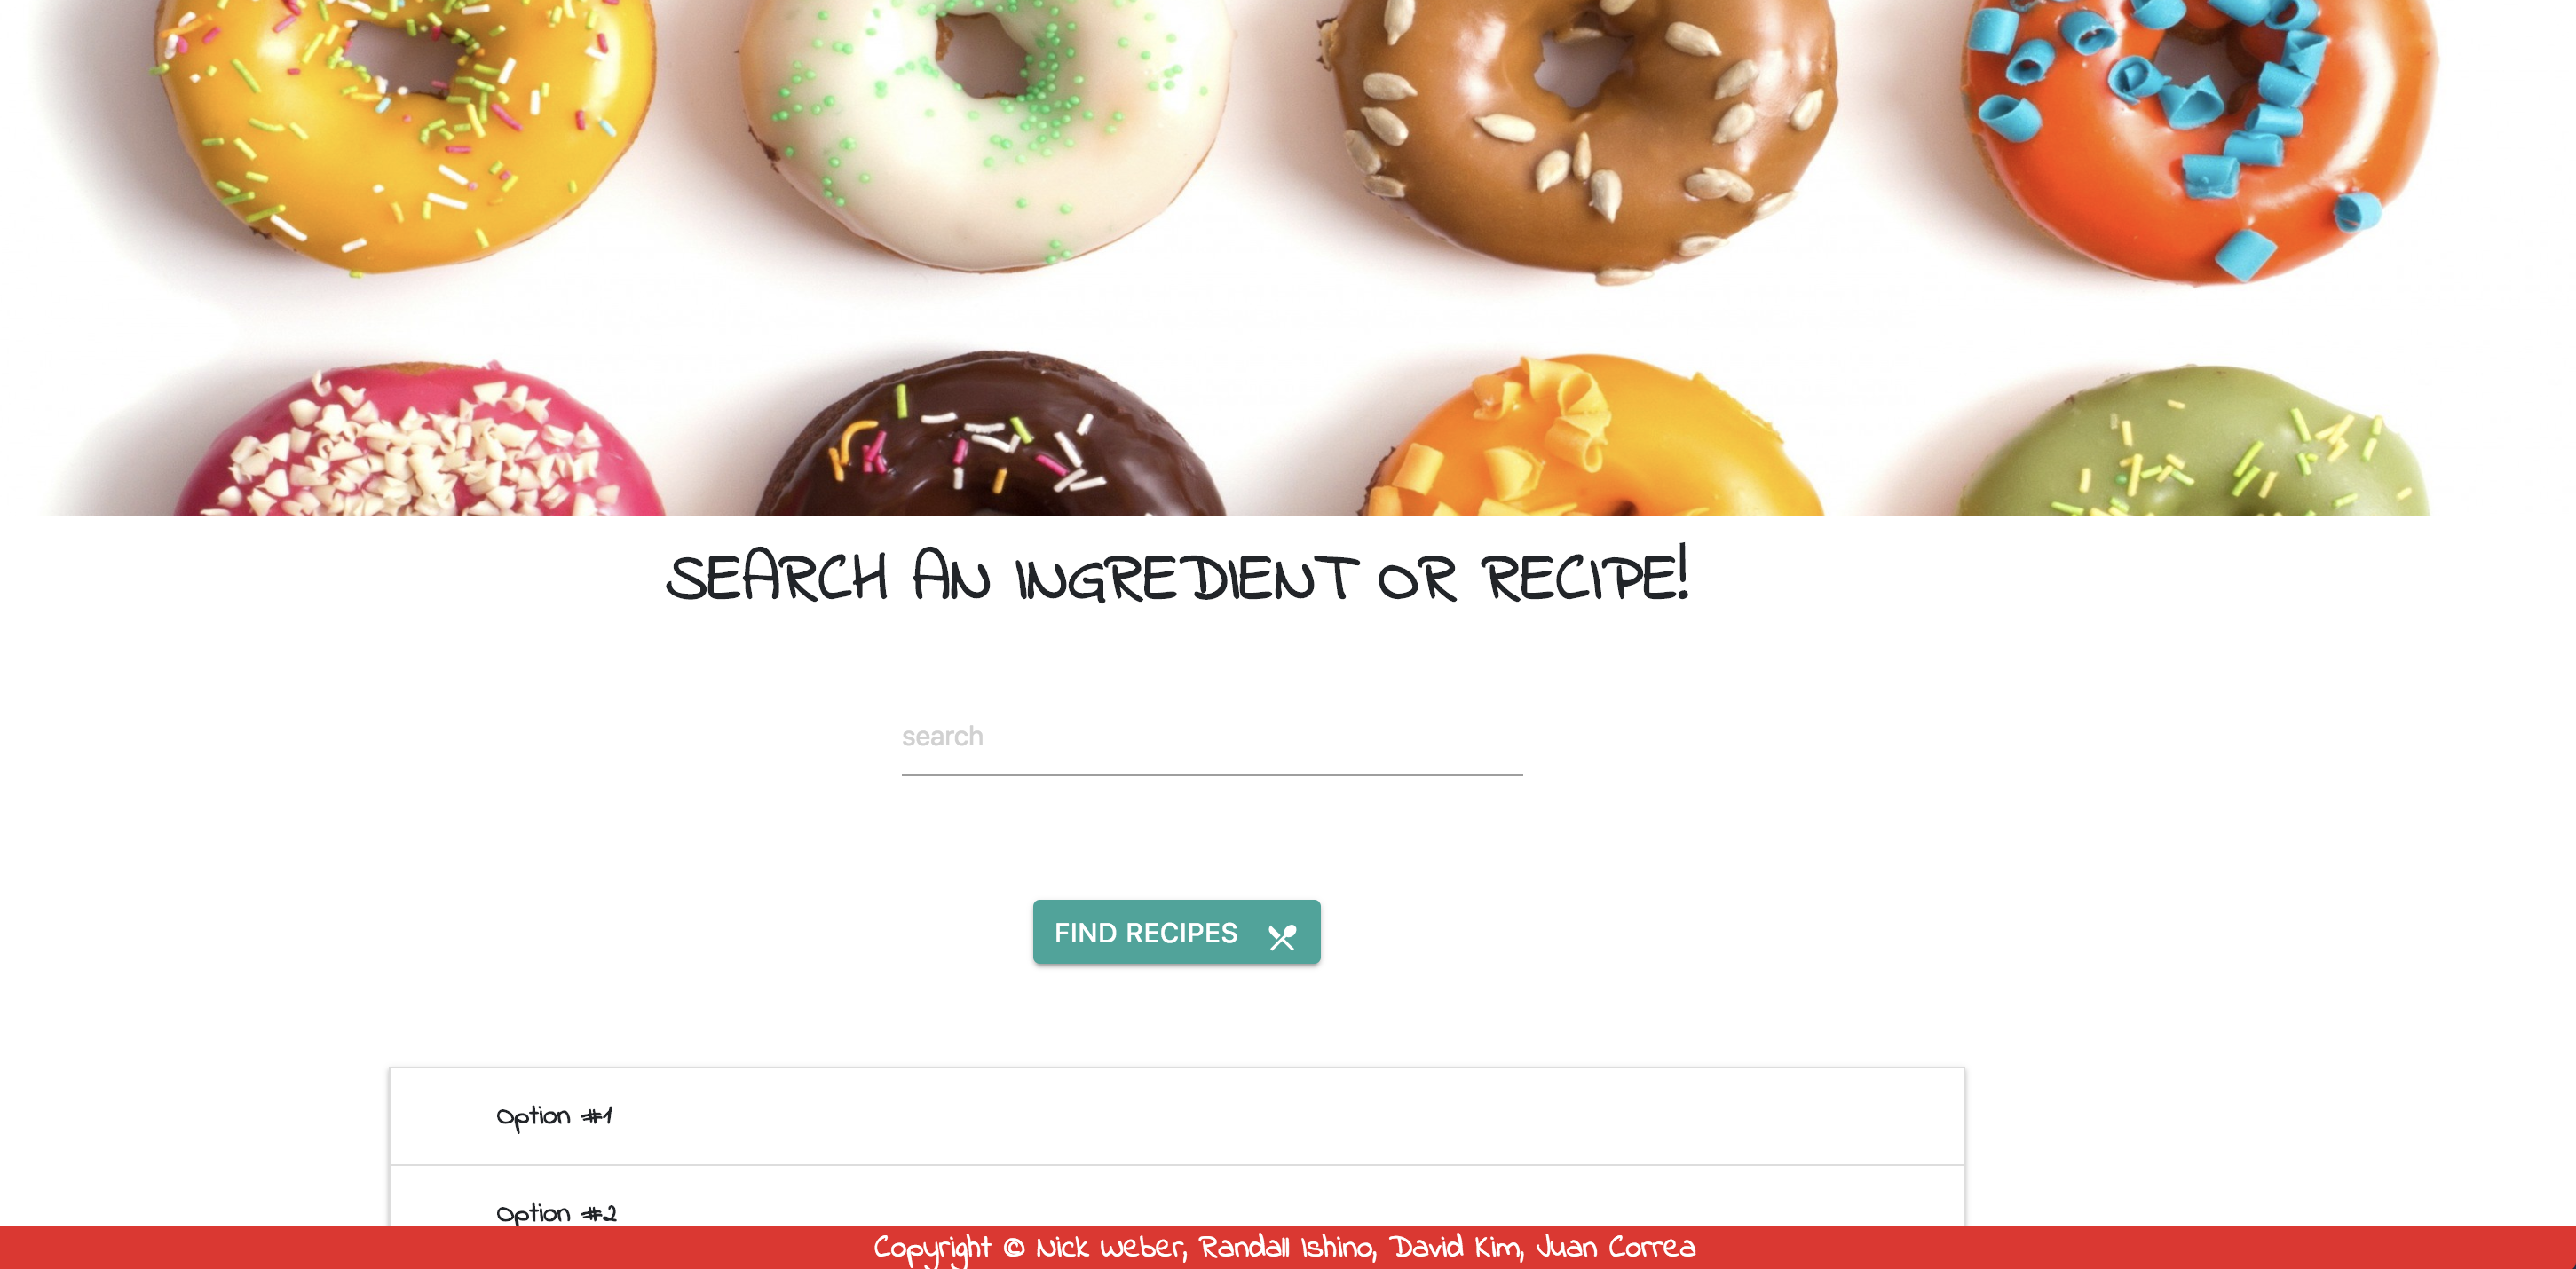 SEARCH AN INGREDIENT OR RECIPE!
search
FIND RECIPES
Option #1
Option #2
Copyright © Nick Weber, Randall Ishino, David Kim, Juan Correa